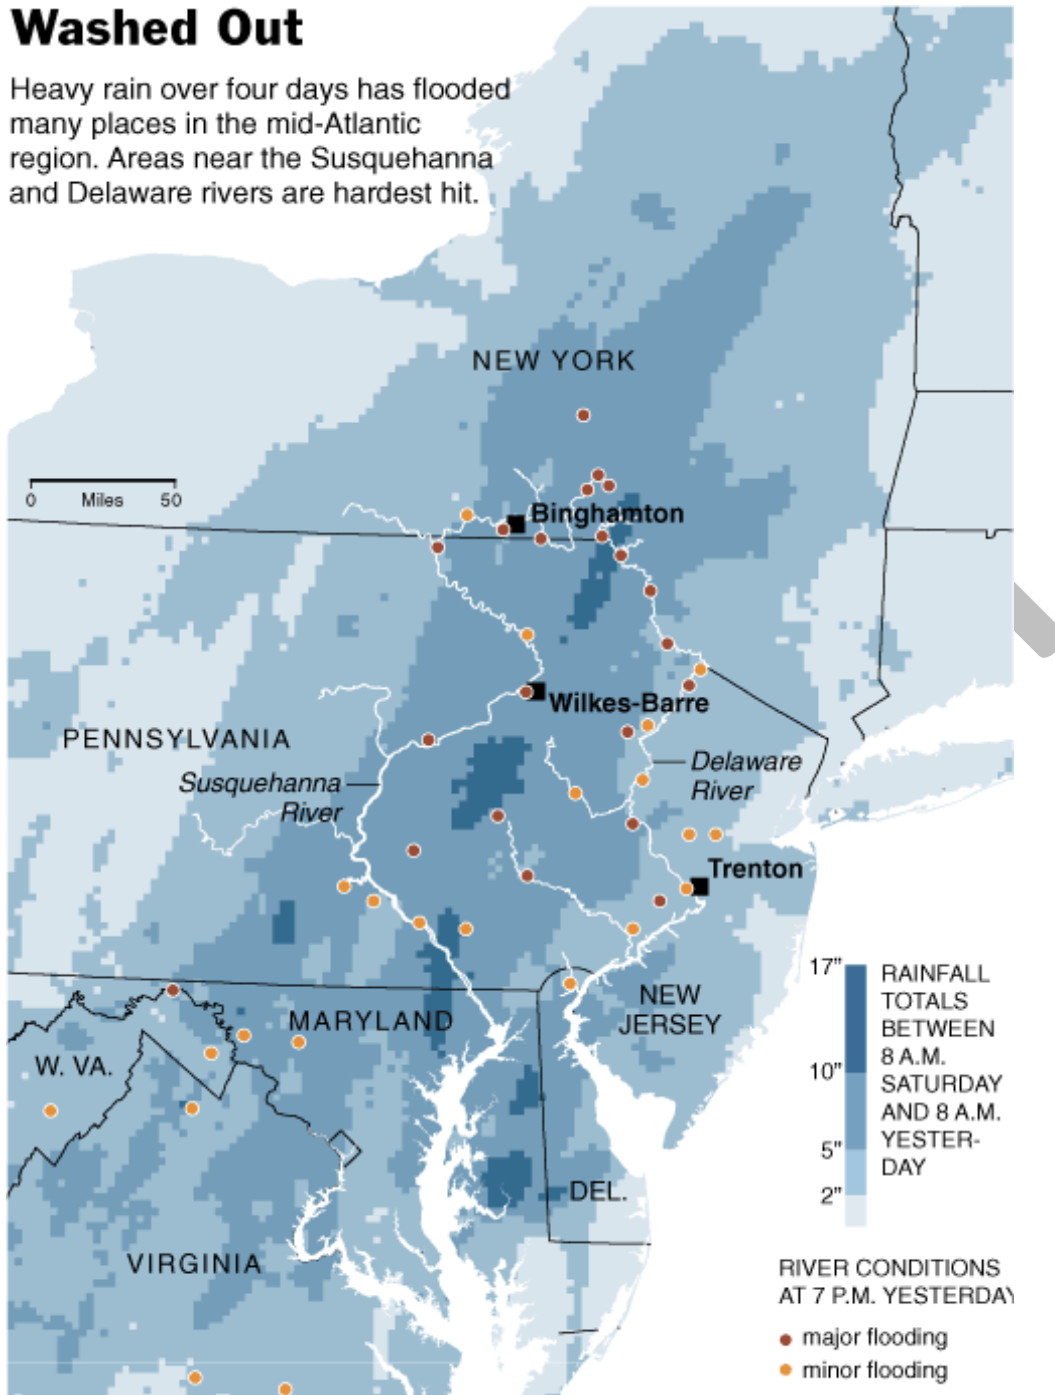 Washed Out
Heavy rain over four days has flooded
many places in the mid-Atlantic
region. Areas near the Susquehanna
and Delaware rivers are hardest hit.
NEW YORK
0 Miles 50
Binghamton
Wilkes-Barre
PENNSYLVANIA
Susquehanna
River
Delaware
River
Trenton
NEW
JERSEY
MARYLAND
W. VA.
DEL.
VIRGINIA
17"
10"
5"
2"
RAINFALL
TOTALS
BETWEEN
8 A.M.
SATURDAY
AND 8 A.M.
YESTER-
DAY
RIVER CONDITIONS
AT 7 P.M. YESTERDAY
major flooding
minor flooding